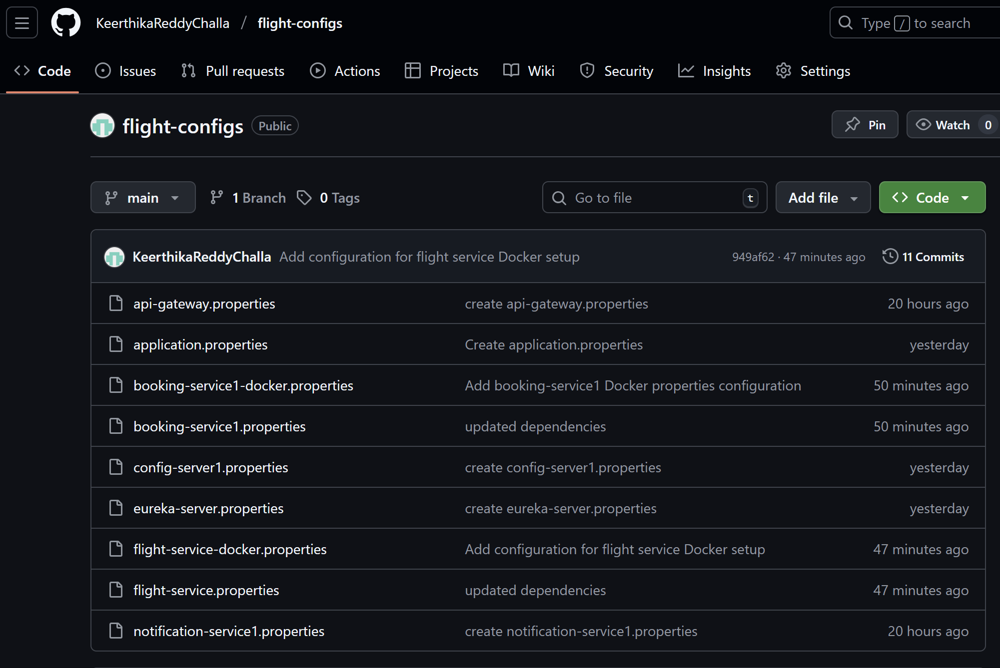 KeerthikaReddyChalla / flight-configs
Type / to search
Code Issues Pull requests Actions Projects Wiki Security Insights Settings
flight-configs Public
Pin Watch 0
main 1 Branch 0 Tags
Go to file t Add file Code
KeerthikaReddyChalla Add configuration for flight service Docker setup 949af62 · 47 minutes ago 11 Commits
api-gateway.properties create api-gateway.properties 20 hours ago
application.properties Create application.properties yesterday
booking-service1-docker.properties Add booking-service1 Docker properties configuration 50 minutes ago
booking-service1.properties updated dependencies 50 minutes ago
config-server1.properties create config-server1.properties yesterday
eureka-server.properties create eureka-server.properties yesterday
flight-service-docker.properties Add configuration for flight service Docker setup 47 minutes ago
flight-service.properties updated dependencies 47 minutes ago
notification-service1.properties create notification-service1.properties 20 hours ago